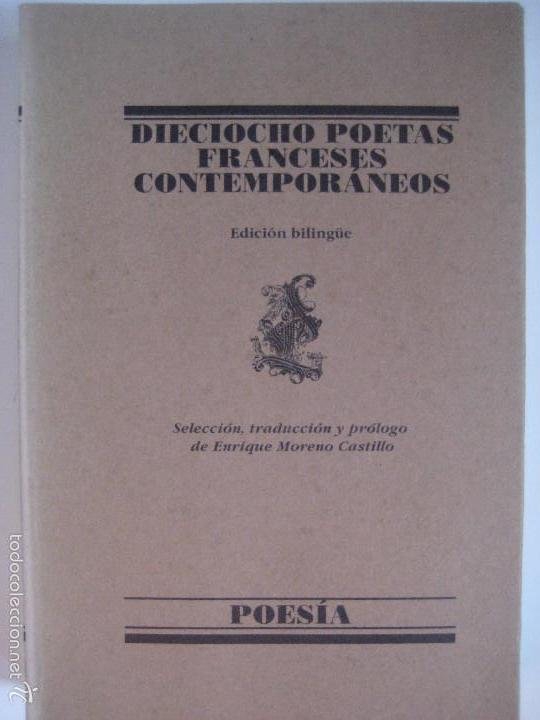 DIECIOCHO POETAS
FRANCESES
CONTEMPORÁNEOS
Edición bilingüe
Selección, traducción y prólogo
de Enrique Moreno Castillo
POESÍA
todocoleccion.net